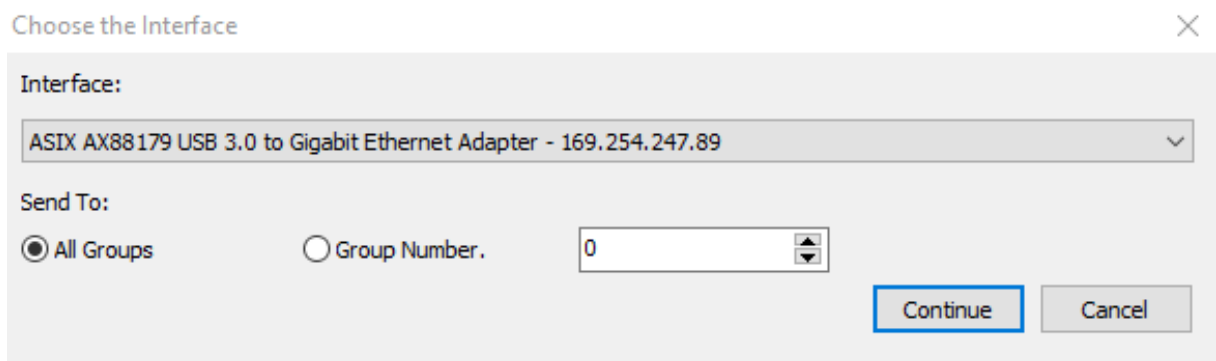 Choose the Interface
Interface:
ASIX AX88179 USB 3.0 to Gigabit Ethernet Adapter - 169.254.247.89
Send To:
All Groups Group Number. 0
Continue Cancel